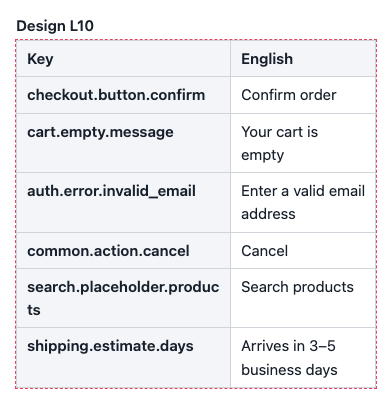 Design L10
Key English
checkout.button.confirm Confirm order
cart.empty.message Your cart is
empty
auth.error.invalid_email Enter a valid email
address
common.action.cancel Cancel
search.placeholder.produc Search products
ts
shipping.estimate.days Arrives in 3–5
business days